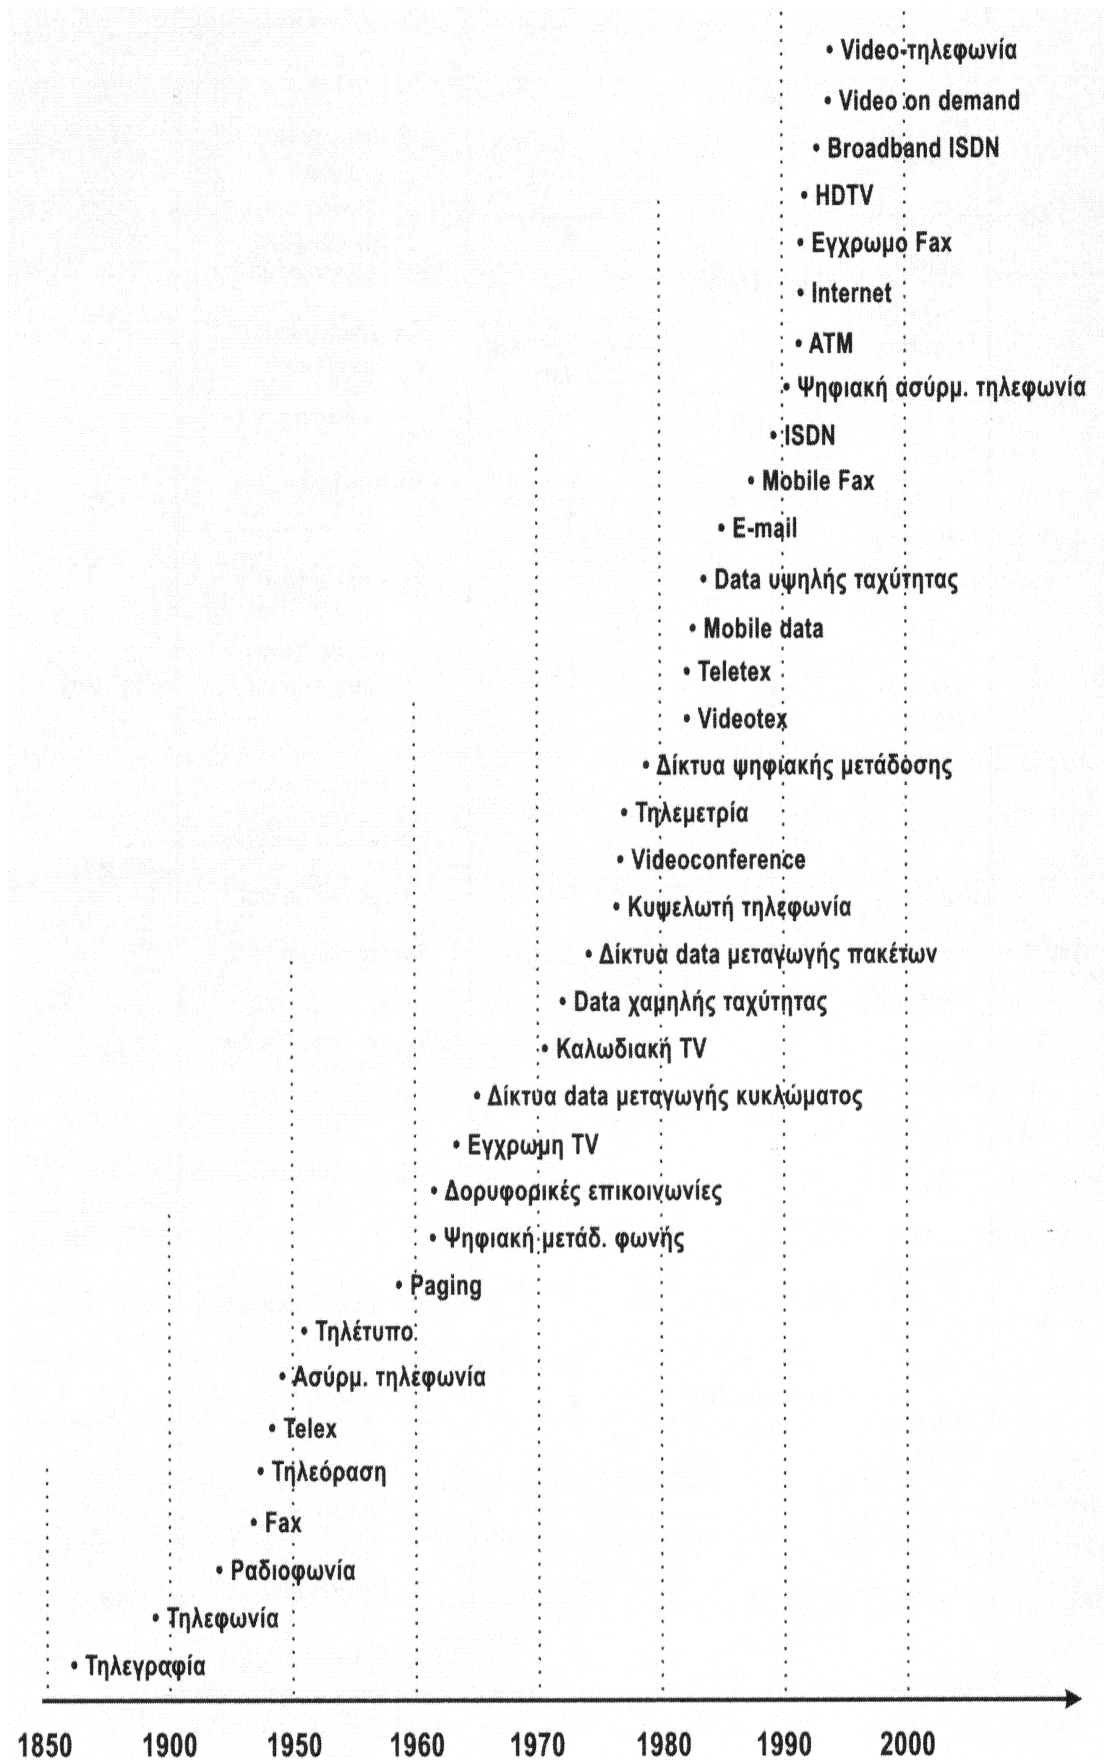 • Video-τηλεφωνία
• Video on demand
• Broadband ISDN
• HDTV
• Εγχρωμο Fax
• Internet
• ATM
• Ψηφιακή ασύρμ. τηλεφωνία
• ISDN
• Mobile Fax
• E-mail
• Data υψηλής ταχύτητας
• Mobile data
• Teletex
• Videotex
• Δίκτυα ψηφιακής μετάδοσης
• Τηλεμετρία
• Videoconference
• Κυψελωτή τηλεφωνία
• Δίκτυα data μεταγωγής πακέτων
• Data χαμηλής ταχύτητας
• Καλωδιακή TV
• Δίκτυα data μεταγωγής κυκλώματος
• Εγχρωμη TV
• Δορυφορικές επικοινωνίες
• Ψηφιακή μετάδ. φωνής
• Paging
• Τηλέτυπο
• Ασύρμ. τηλεφωνία
• Telex
• Τηλεόραση
• Fax
• Ραδιοφωνία
• Τηλεφωνία
• Τηλεγραφία
1850 1900 1950 1960 1970 1980 1990 2000